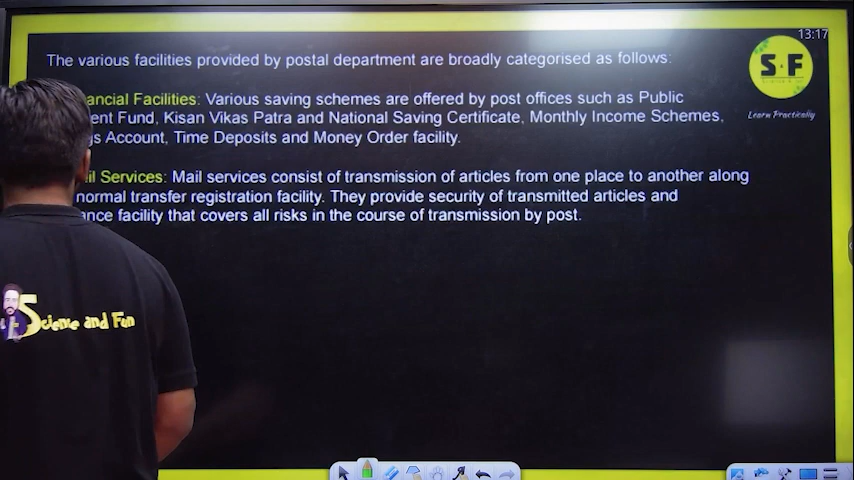 13:17
The various facilities provided by postal department are broadly categorised as follows:
S F
Learn Practically
ancial Facilities: Various saving schemes are offered by post offices such as Public
ent Fund, Kisan Vikas Patra and National Saving Certificate, Monthly Income Schemes,
gs Account, Time Deposits and Money Order facility.
il Services: Mail services consist of transmission of articles from one place to another along
normal transfer registration facility. They provide security of transmitted articles and
ance facility that covers all risks in the course of transmission by post.
Science and Fun